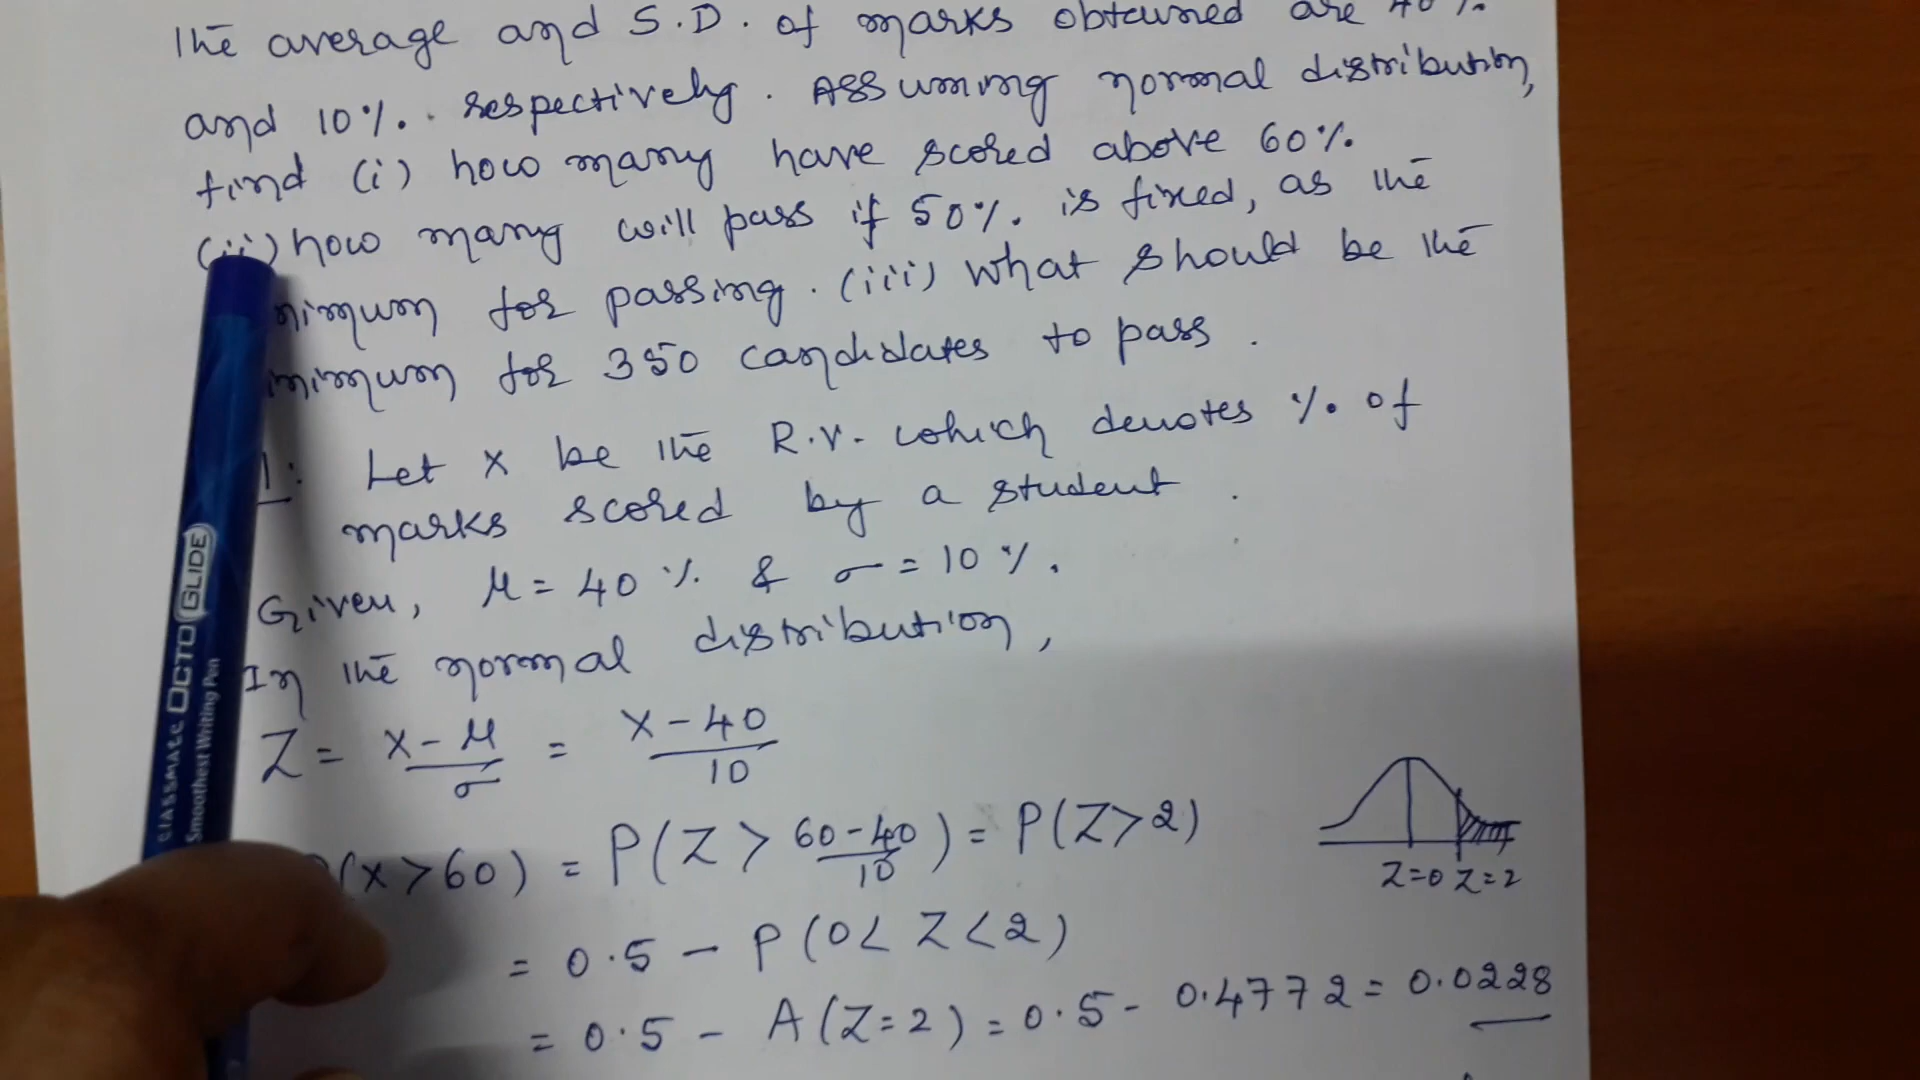 The average and S.D. of marks obtained are 40%.
and 10%. respectively. Assuming normal distribution,
find (i) how many have scored above 60%.
(ii) how many will pass if 50%. is fixed, as the
nimum for passing. (iii) what should be the
inimum for 350 candidates to pass.
1: Let X be the R.V. which denotes %. of
marks scored by a student.
Given, μ = 40 %. & σ = 10 %.
In the normal distribution,
Z = X-μ/σ = X-40/10
(X>60) = P(Z > 60-40/10) = P(Z>2)
Z=0 Z=2
= 0.5 - P(0< Z <2)
= 0.5 - A(Z=2) = 0.5 - 0.4772 = 0.0228
CLASSMATE OCTO GLIDE
Smoothest Writing Pen